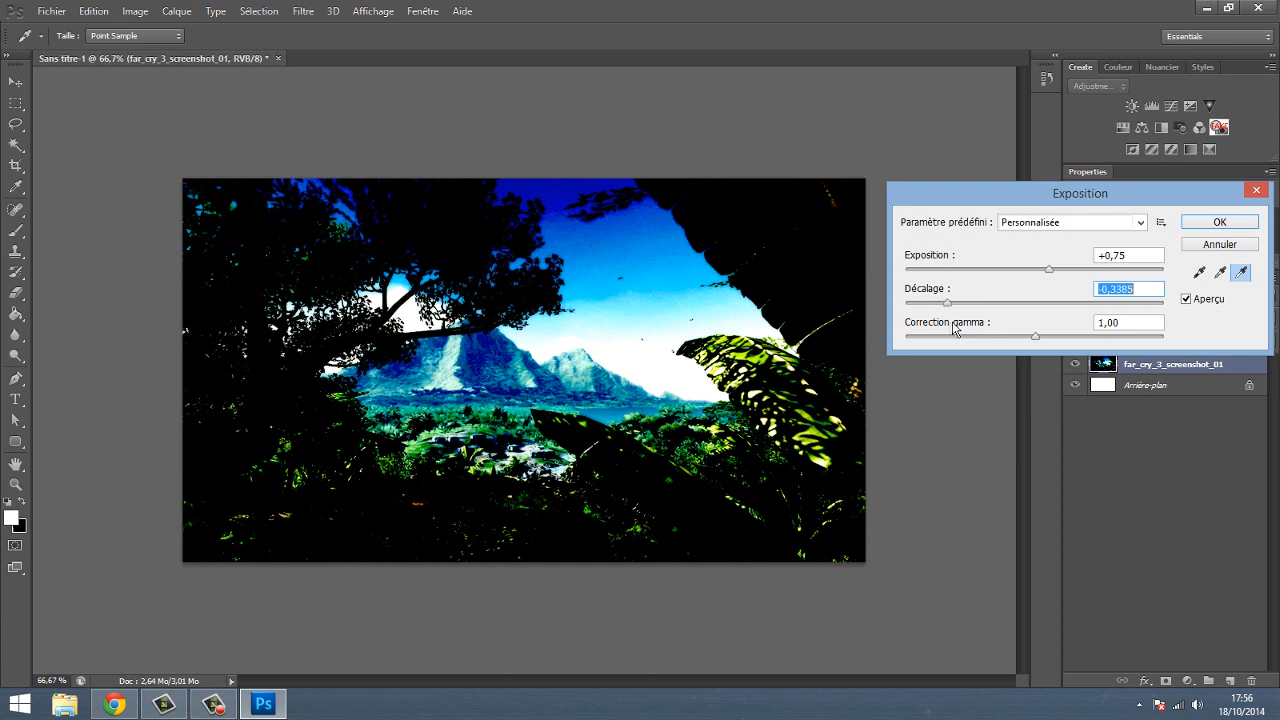 Ps Fichier Edition Image Calque Type Sélection Filtre 3D Affichage Fenêtre Aide
Taille : Point Sample Essentials
Sans titre-1 @ 66,7% (far_cry_3_screenshot_01, RVB/8) * ×
Create Couleur Nuancier Styles
Adjustme...
Properties
Exposition
Paramètre prédéfini : Personnalisée OK
Annuler
Exposition : +0,75
Décalage : -0,3385
Aperçu
Correction gamma : 1,00
far_cry_3_screenshot_01
Arrière-plan
66,67 % Doc : 2,64 Mo/3,01 Mo
Ps
17:56
18/10/2014